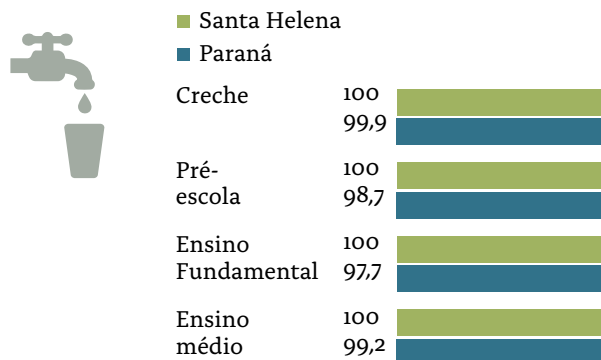 Santa Helena
Paraná
Creche 100
99,9
Pré- 100
escola 98,7
Ensino 100
Fundamental 97,7
Ensino 100
médio 99,2